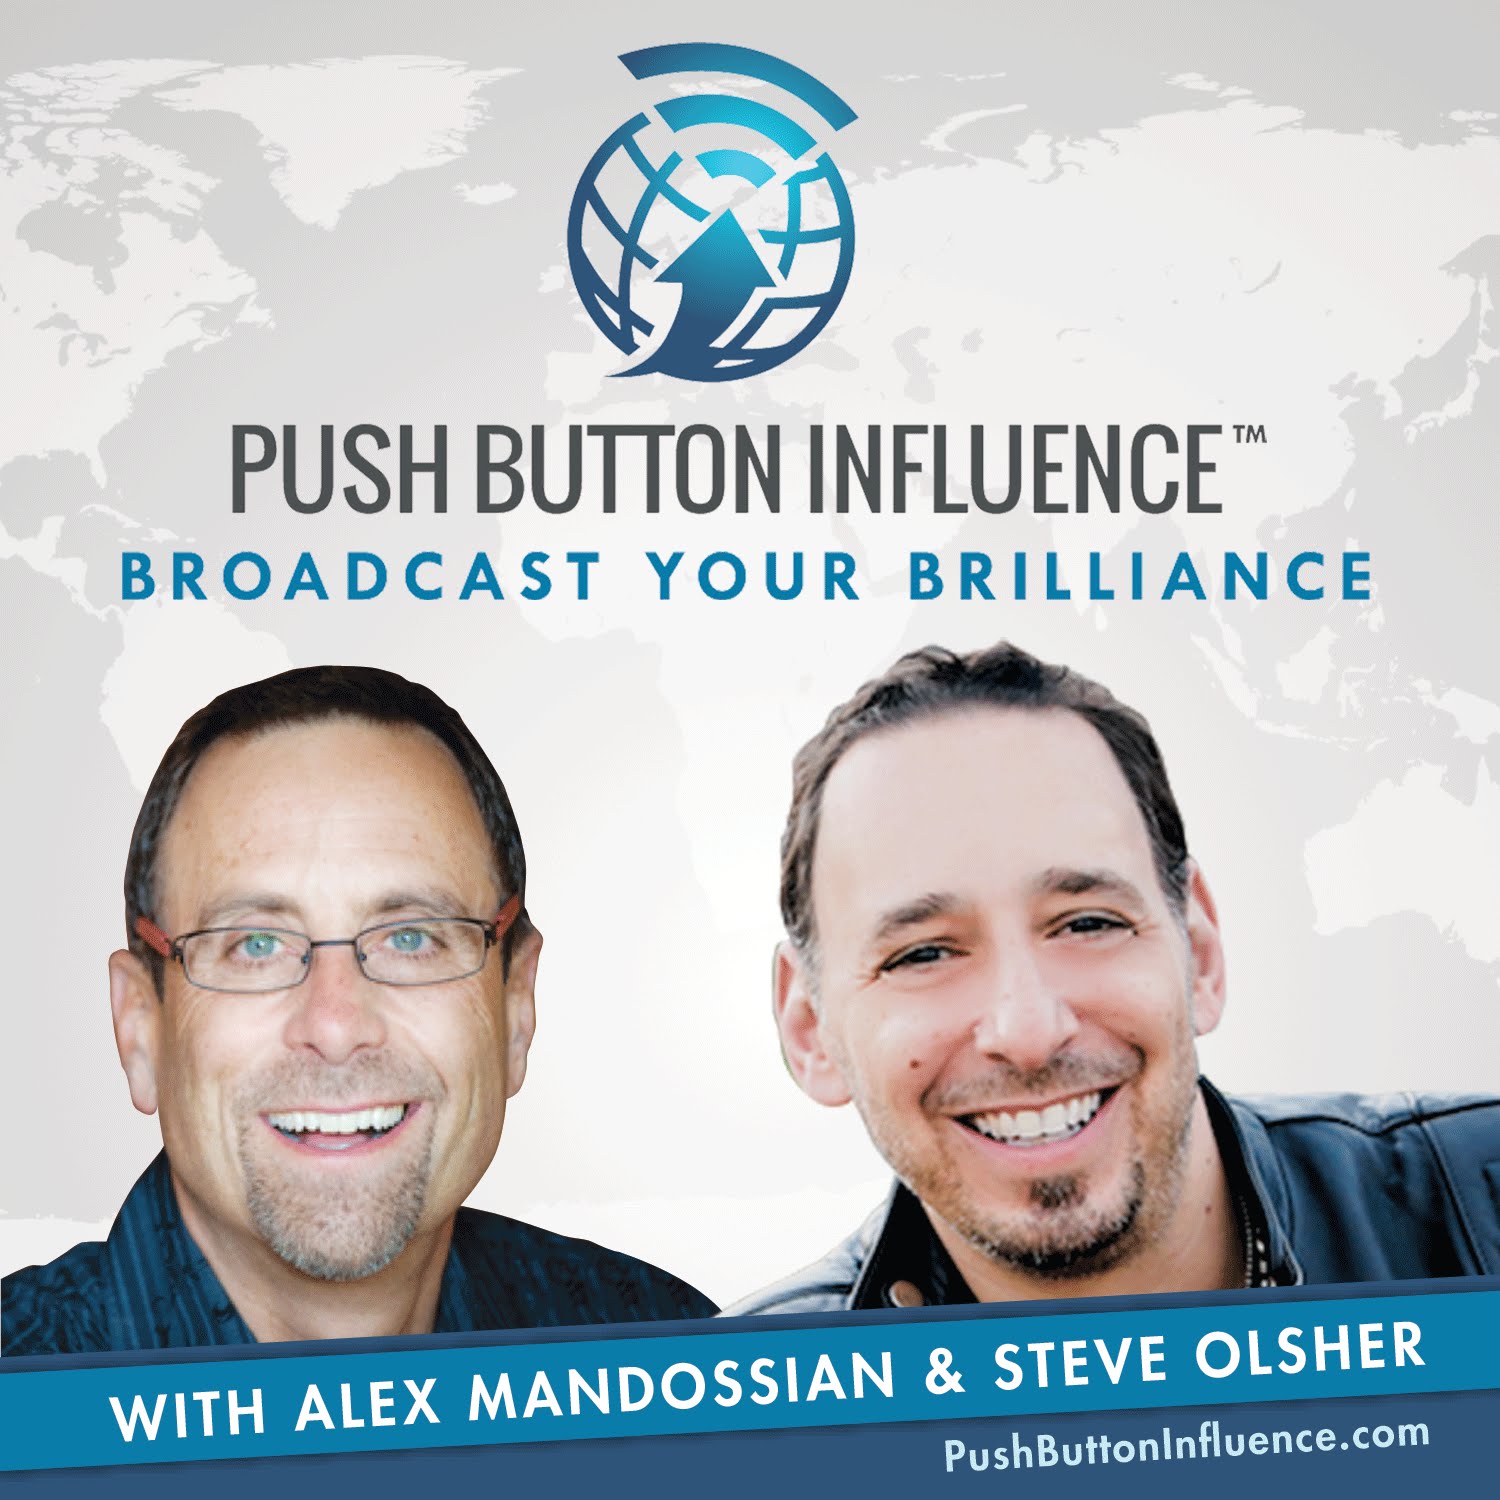 PUSH BUTTON INFLUENCE™
BROADCAST YOUR BRILLIANCE
WITH ALEX MANDOSSIAN & STEVE OLSHER
PushButtonInfluence.com